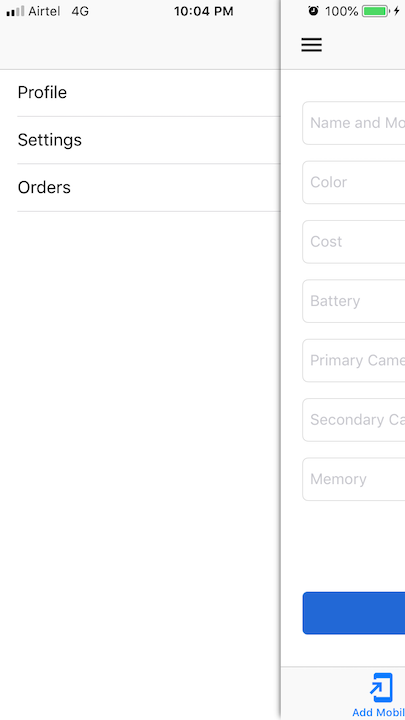 Airtel 4G 10:04 PM 100%
Profile
Settings
Orders
Name and Mo
Color
Cost
Battery
Primary Came
Secondary Ca
Memory
Add Mobil